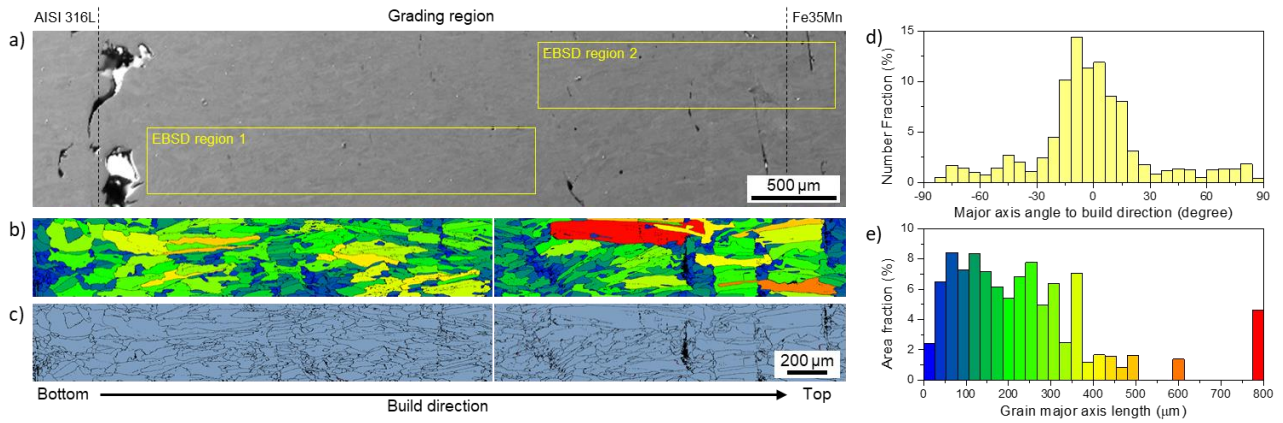 AISI 316L
Grading region
Fe35Mn
a)
EBSD region 1
EBSD region 2
500 µm
b)
c)
200 µm
Bottom
Build direction
Top
d)
Number Fraction (%)
15
10
5
0
-90
-60
-30
0
30
60
90
Major axis angle to build direction (degree)
e)
Area fraction (%)
10
8
6
4
2
0
0
100
200
300
400
500
600
700
800
Grain major axis length (µm)